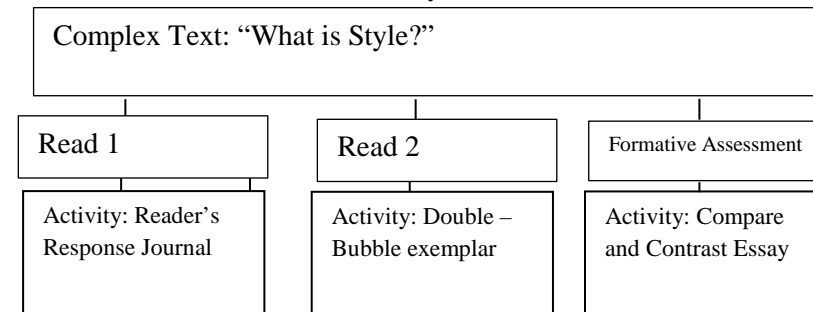 Complex Text: “What is Style?”
Read 1
Read 2
Formative Assessment
Activity: Reader’s
Response Journal
Activity: Double –
Bubble exemplar
Activity: Compare
and Contrast Essay